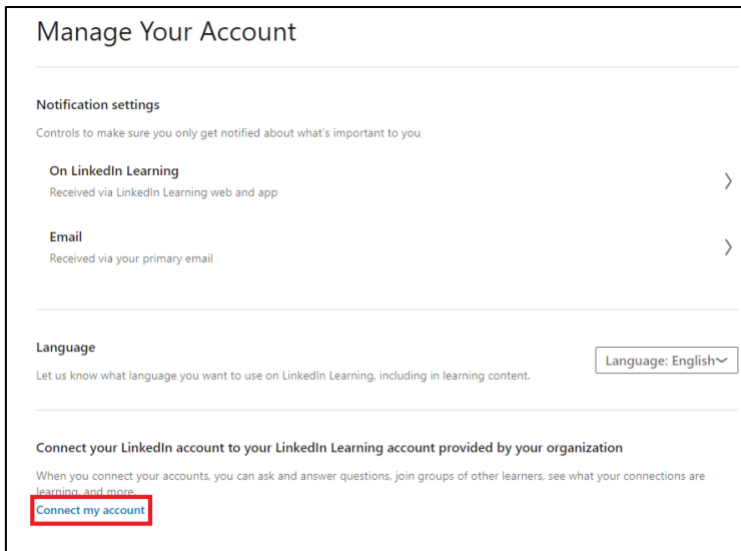 Manage Your Account
Notification settings
Controls to make sure you only get notified about what's important to you
On LinkedIn Learning
Received via LinkedIn Learning web and app
Email
Received via your primary email
Language
Let us know what language you want to use on LinkedIn Learning, including in learning content.
Language: English
Connect your LinkedIn account to your LinkedIn Learning account provided by your organization
When you connect your accounts, you can ask and answer questions, join groups of other learners, see what your connections are
learning, and more.
Connect my account